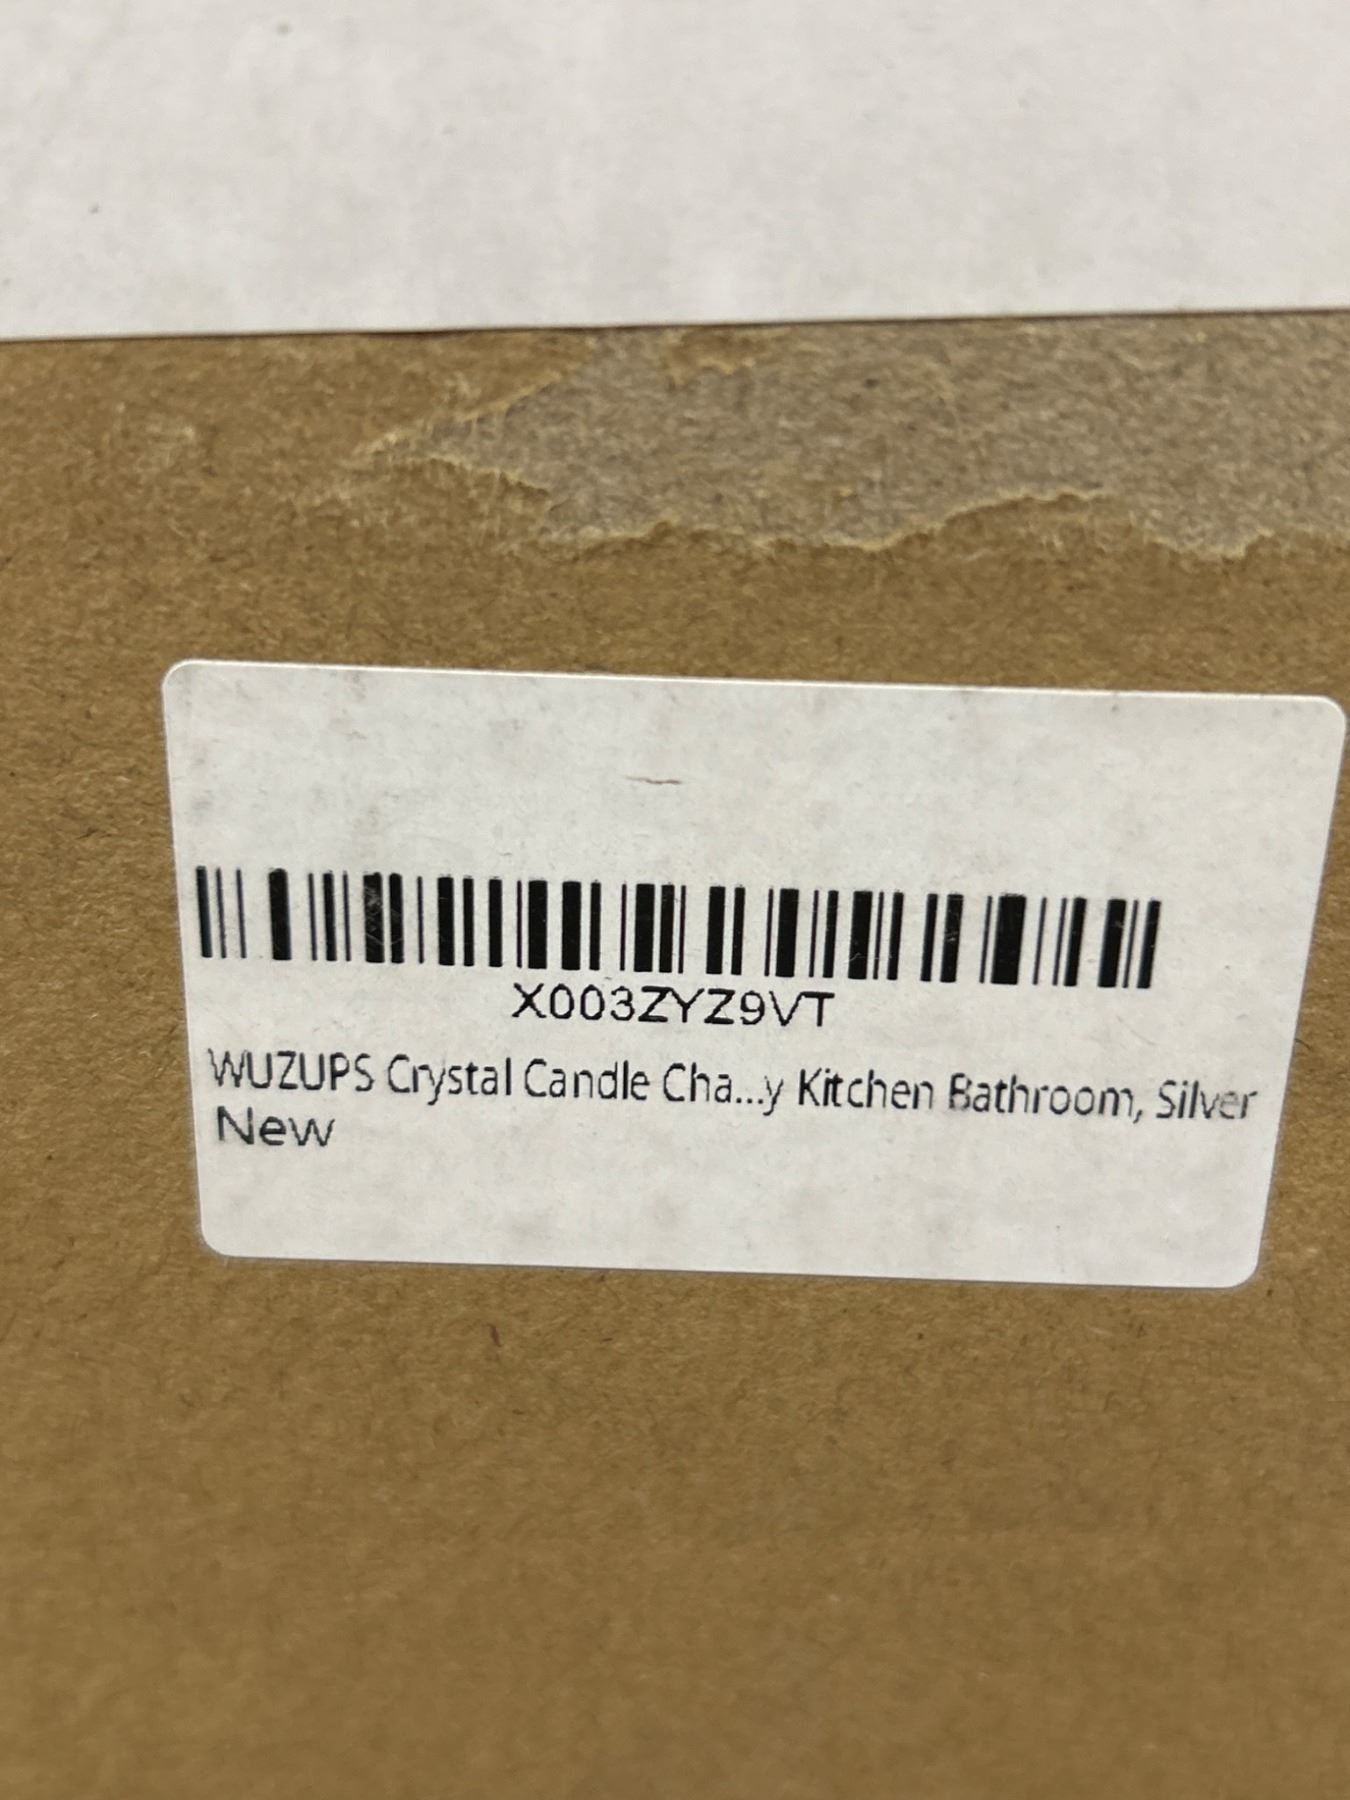 X003ZYZ9VT
WUZUPS Crystal Candle Cha...y Kitchen Bathroom, Silver
New